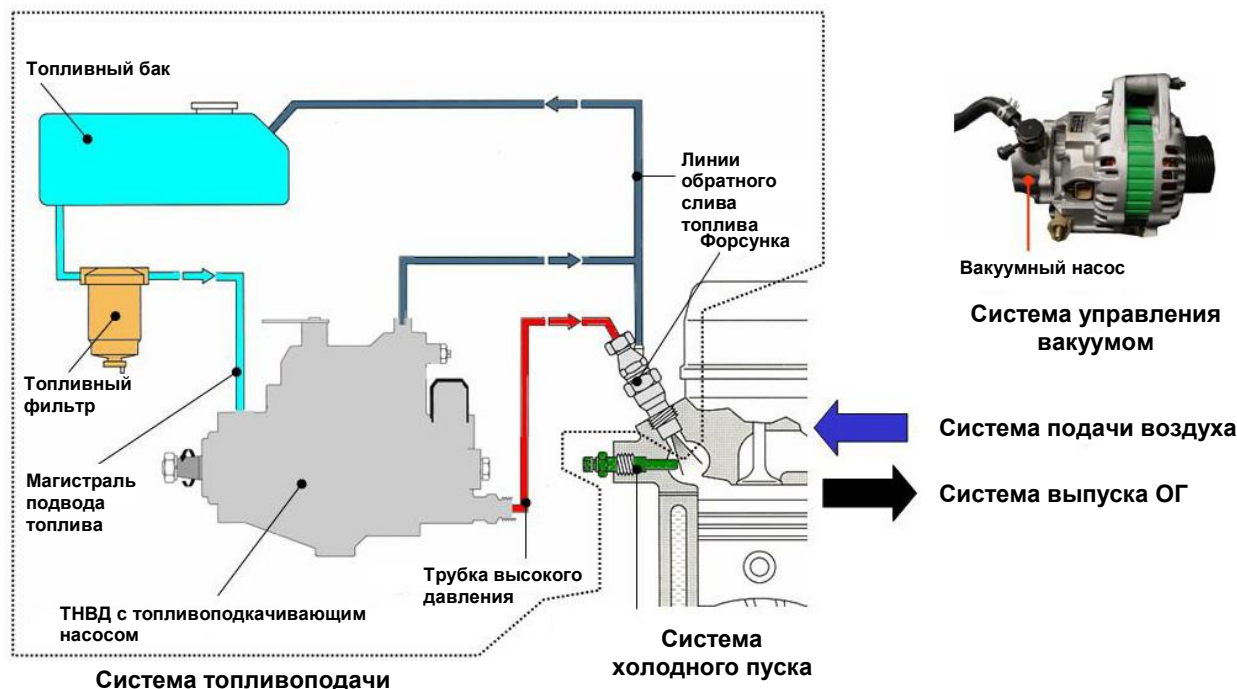 Топливный бак
Линии
обратного
слива
топлива
Форсунка
Вакуумный насос
Система управления
вакуумом
Топливный
фильтр
Магистраль
подвода
топлива
Система подачи воздуха
Система выпуска ОГ
Трубка высокого
давления
ТНВД с топливоподкачивающим
насосом
Система
холодного пуска
Система топливоподачи